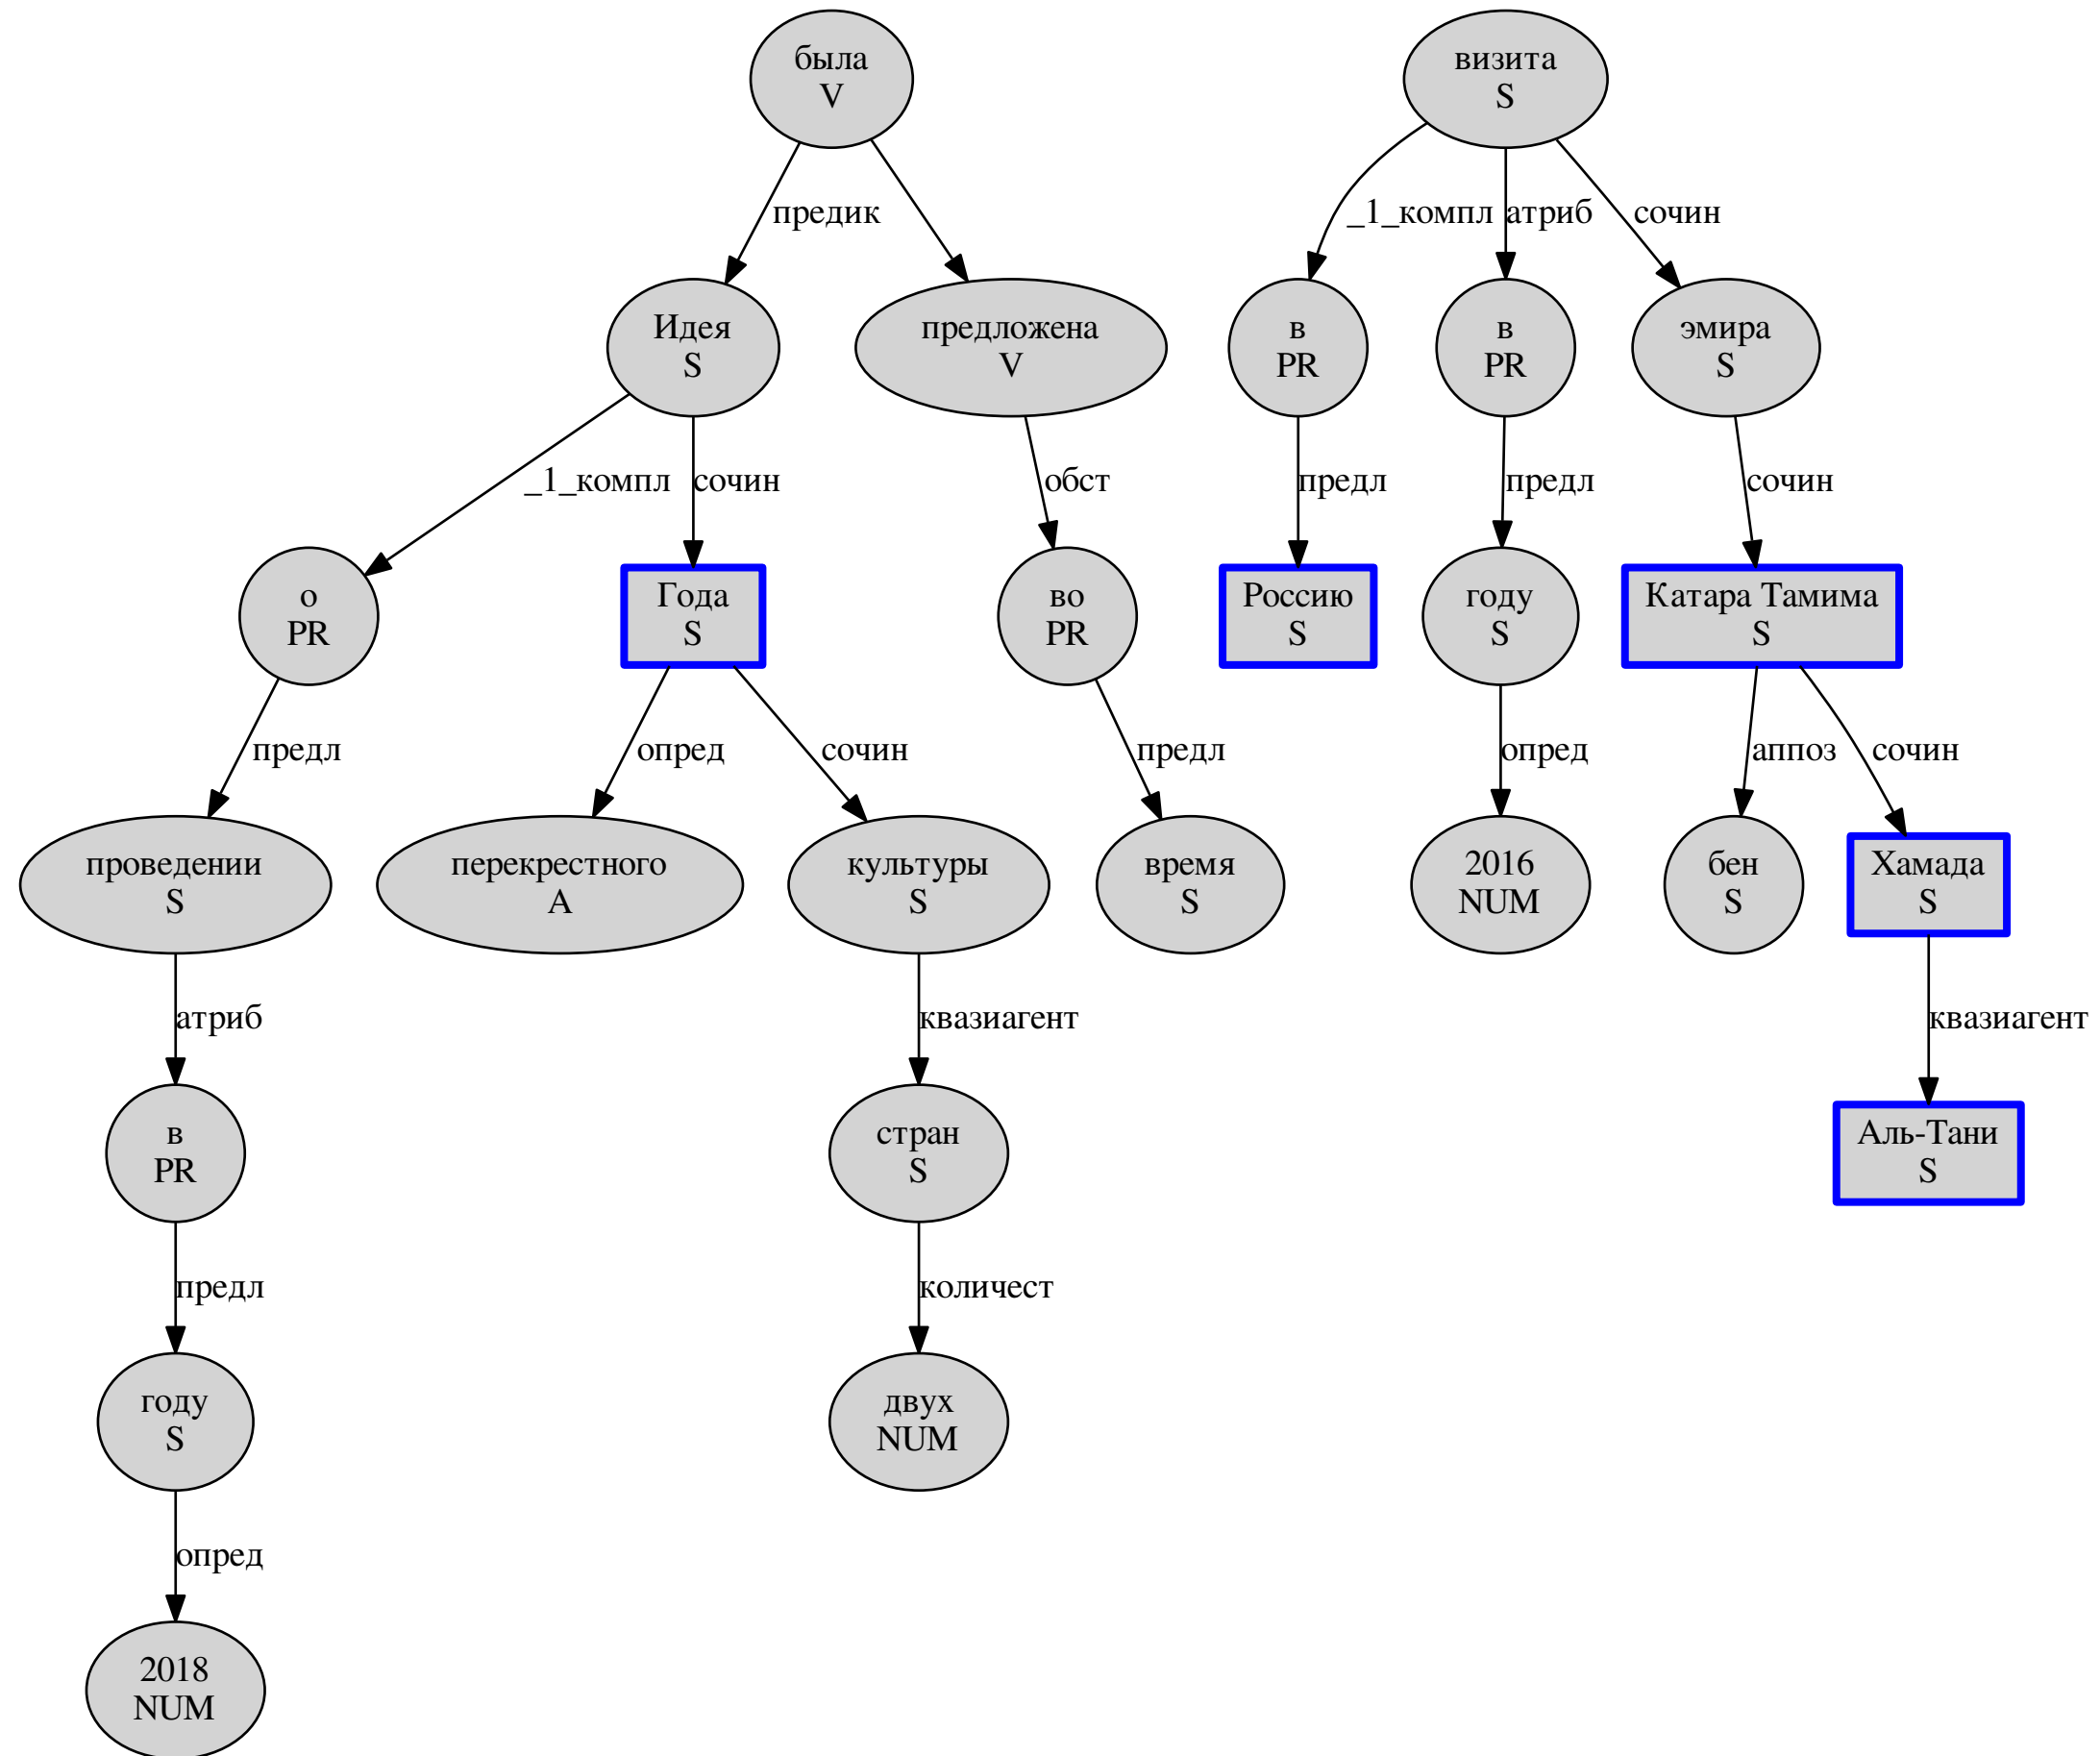 была
V
визита
S
предик
_1_компл
атриб
сочин
Идея
S
предложена
V
в
PR
в
PR
эмира
S
_1_компл
сочин
обст
предл
предл
сочин
о
PR
Года
S
во
PR
Россию
S
году
S
Катара Тамима
S
предл
опред
сочин
предл
опред
аппоз
сочин
проведении
S
перекрестного
A
культуры
S
время
S
2016
NUM
бен
S
Хамада
S
атриб
квазиагент
квазиагент
в
PR
стран
S
Аль-Тани
S
предл
количест
году
S
двух
NUM
опред
2018
NUM